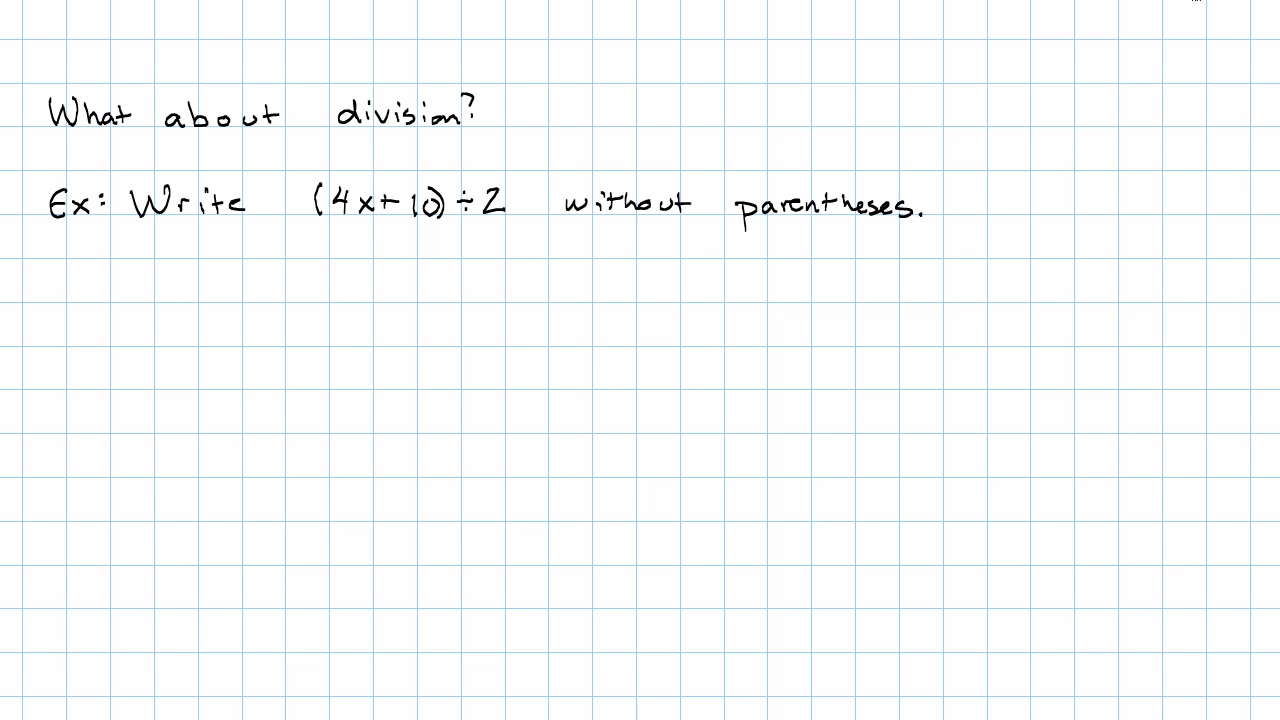 What about division?
Ex: Write (4x+10)÷2 without parentheses.